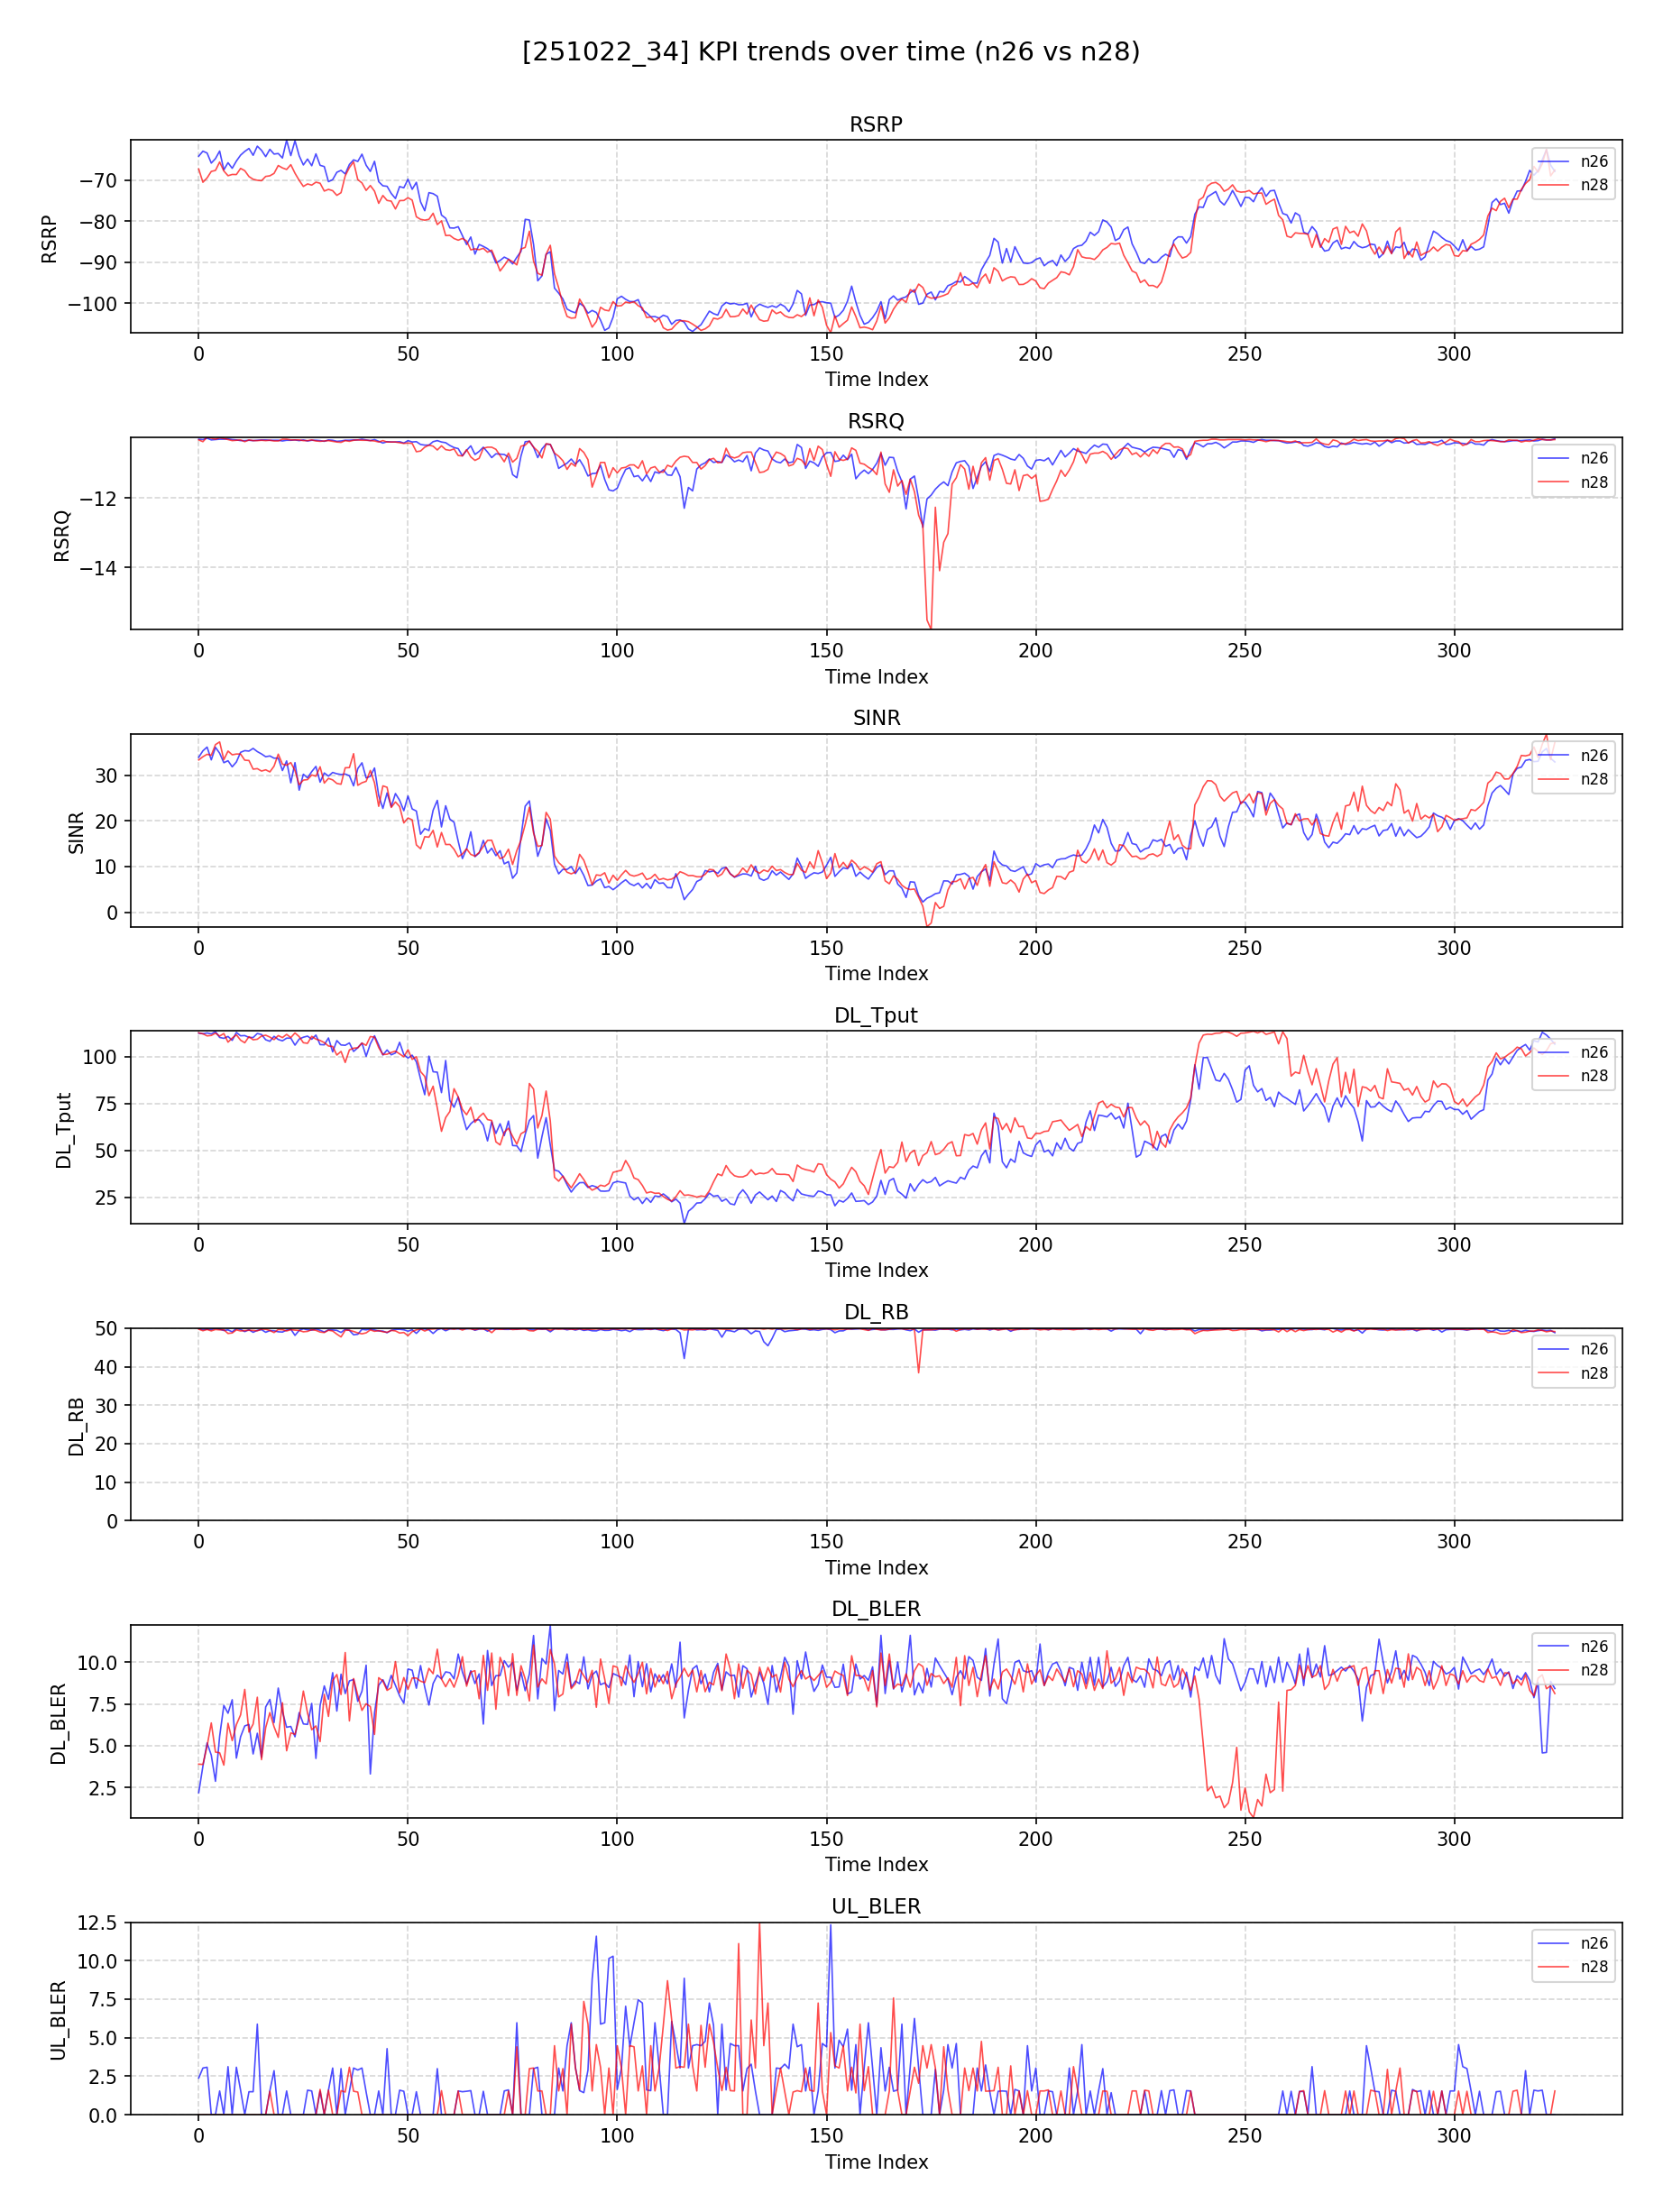 [251022_34] KPI trends over time (n26 vs n28)
RSRP
−70
−80
−90
−100
RSRP
n26
n28
0 50 100 150 200 250 300
Time Index
RSRQ
−12
−14
RSRQ
n26
n28
0 50 100 150 200 250 300
Time Index
SINR
30
20
10
0
SINR
n26
n28
0 50 100 150 200 250 300
Time Index
DL_Tput
100
75
50
25
DL_Tput
n26
n28
0 50 100 150 200 250 300
Time Index
DL_RB
50
40
30
20
10
0
DL_RB
n26
n28
0 50 100 150 200 250 300
Time Index
DL_BLER
10.0
7.5
5.0
2.5
DL_BLER
n26
n28
0 50 100 150 200 250 300
Time Index
UL_BLER
12.5
10.0
7.5
5.0
2.5
0.0
UL_BLER
n26
n28
0 50 100 150 200 250 300
Time Index